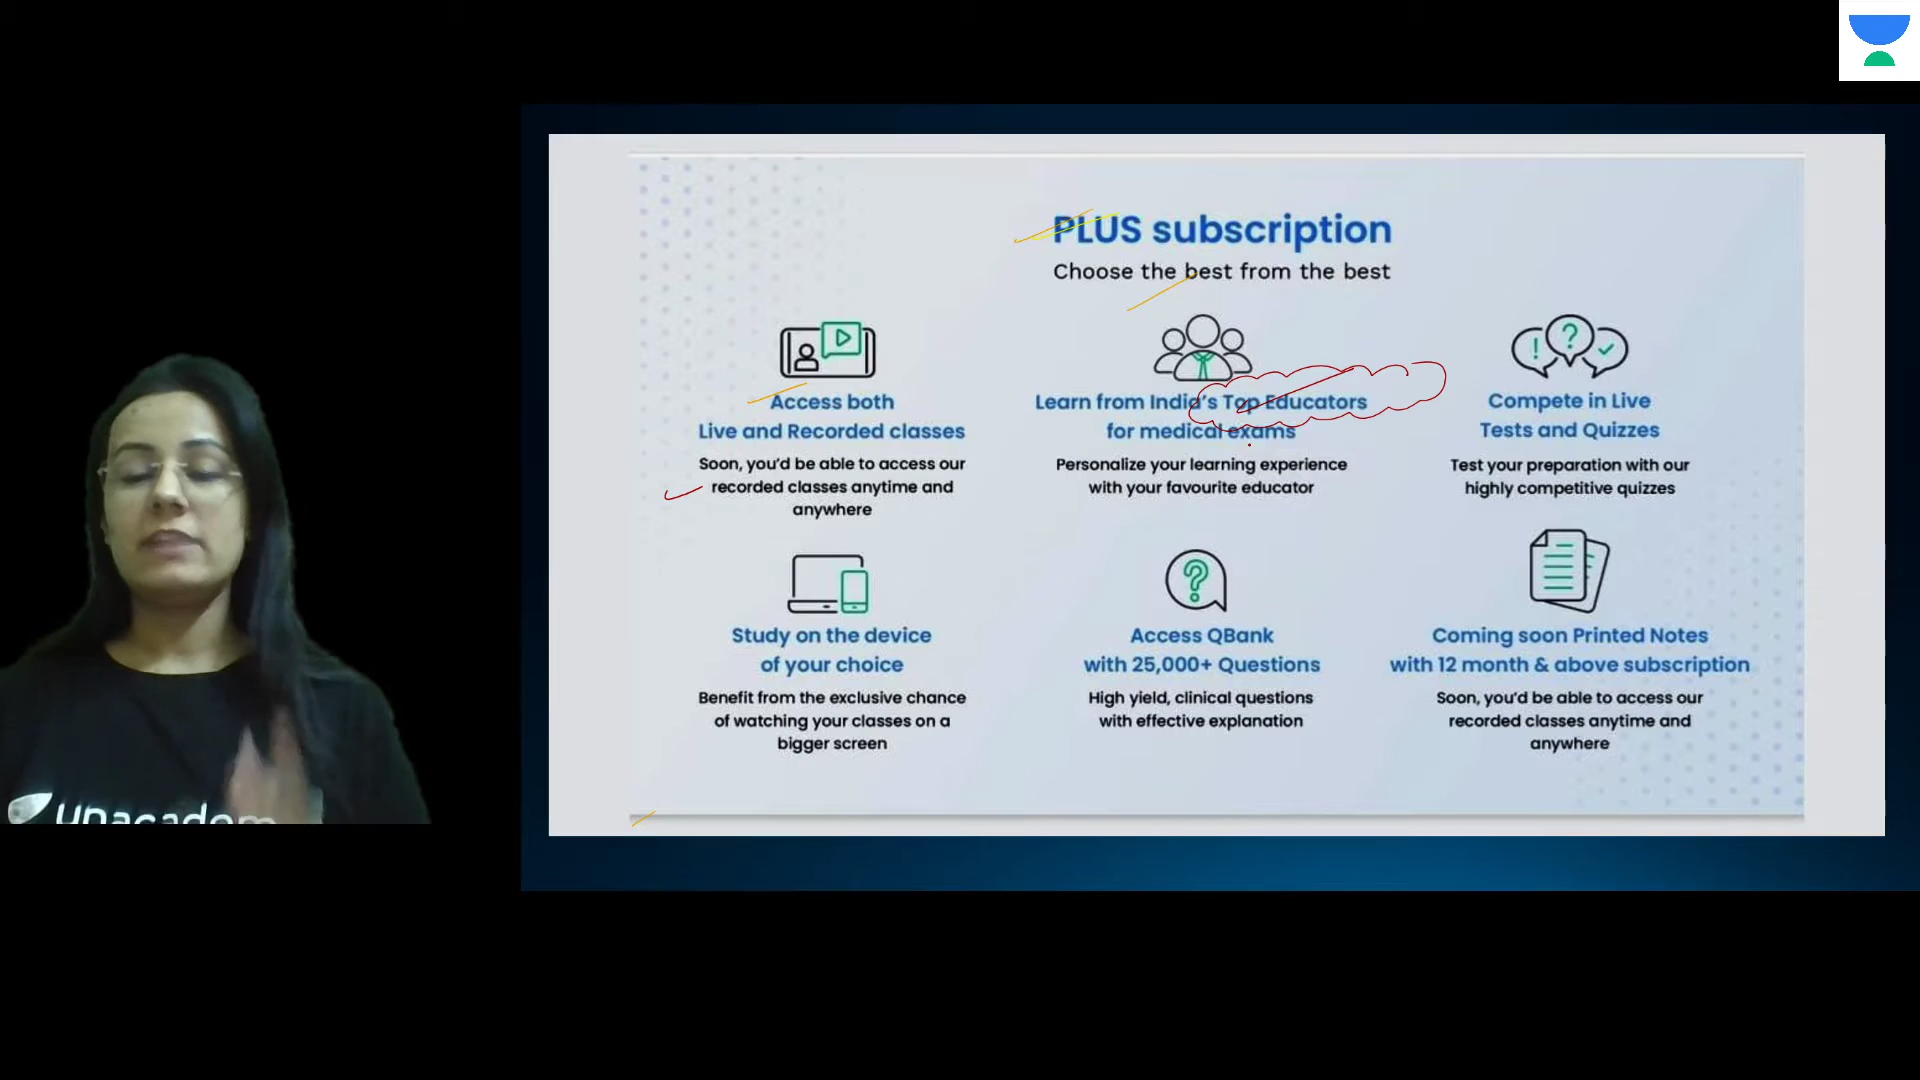 PLUS subscription
Choose the best from the best
Access both
Live and Recorded classes
Soon, you'd be able to access our
recorded classes anytime and
anywhere
Learn from India's Top Educators
for medical exams
Personalize your learning experience
with your favourite educator
Compete in Live
Tests and Quizzes
Test your preparation with our
highly competitive quizzes
Study on the device
of your choice
Benefit from the exclusive chance
of watching your classes on a
bigger screen
Access QBank
with 25,000+ Questions
High yield, clinical questions
with effective explanation
Coming soon Printed Notes
with 12 month & above subscription
Soon, you'd be able to access our
recorded classes anytime and
anywhere